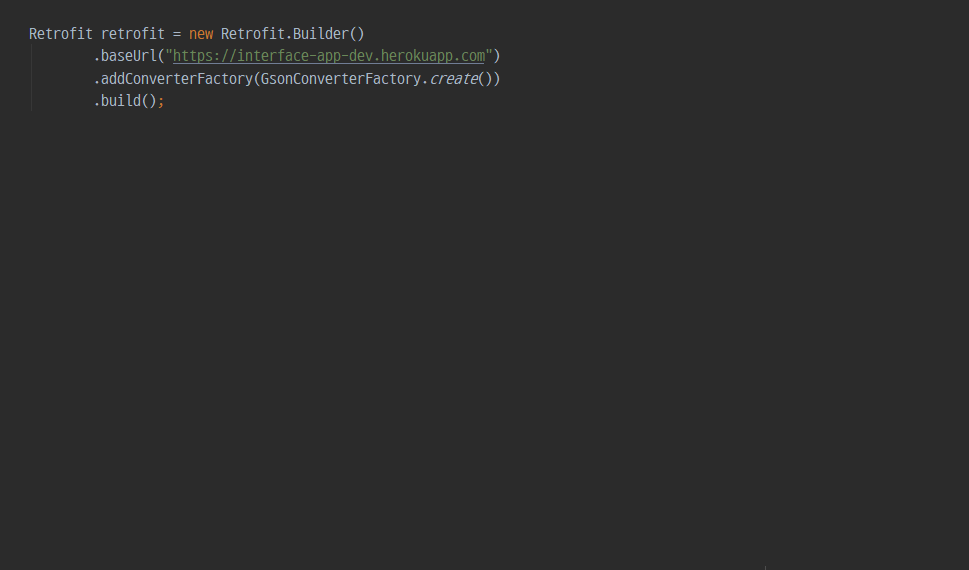 Retrofit retrofit = new Retrofit.Builder()
.baseUrl("https://interface-app-dev.herokuapp.com")
.addConverterFactory(GsonConverterFactory.create())
.build();